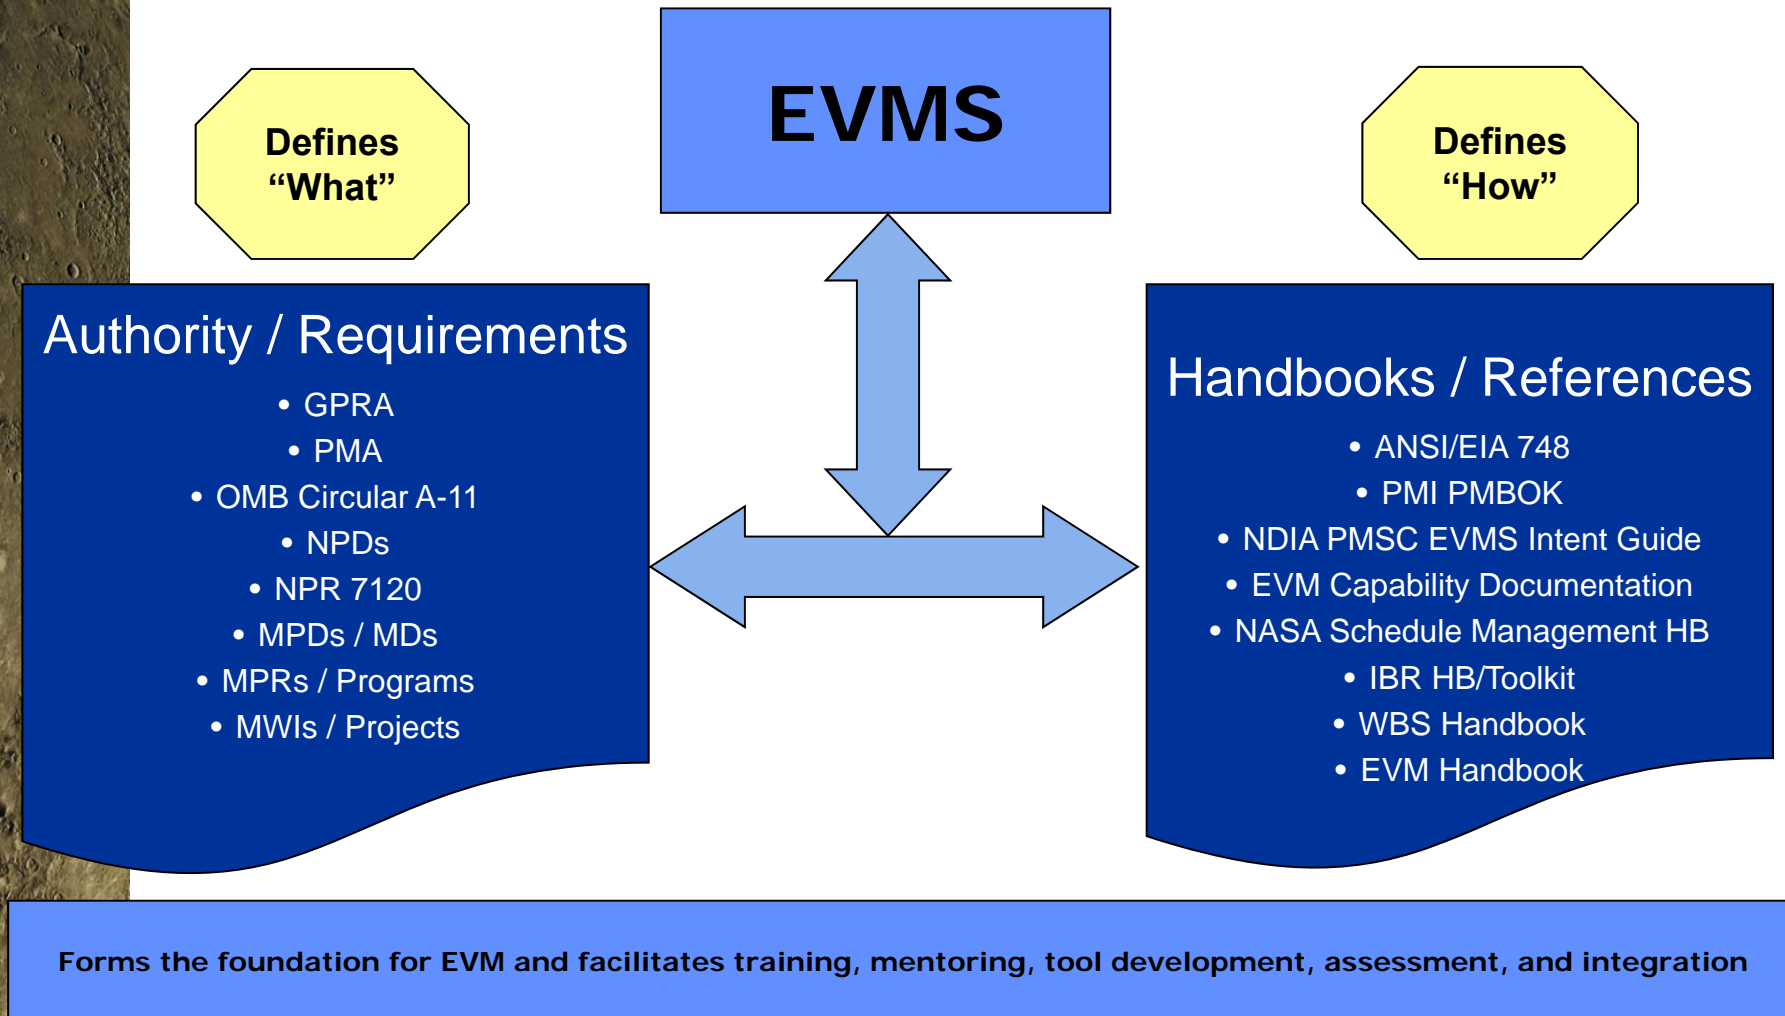 EVMS
Defines
“What”
Defines
“How”
Authority / Requirements
• GPRA
• PMA
• OMB Circular A-11
• NPDs
• NPR 7120
• MPDs / MDs
• MPRs / Programs
• MWIs / Projects
Handbooks / References
• ANSI/EIA 748
• PMI PMBOK
• NDIA PMSC EVMS Intent Guide
• EVM Capability Documentation
• NASA Schedule Management HB
• IBR HB/Toolkit
• WBS Handbook
• EVM Handbook
Forms the foundation for EVM and facilitates training, mentoring, tool development, assessment, and integration